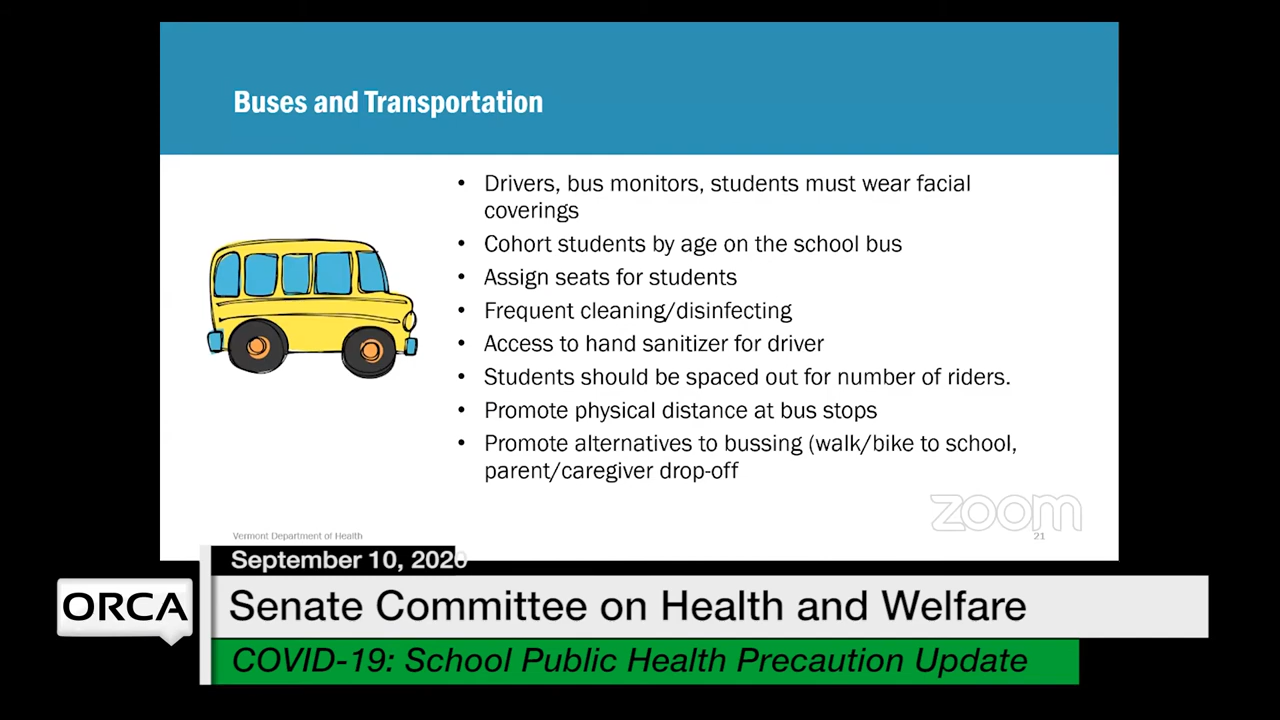 Buses and Transportation
• Drivers, bus monitors, students must wear facial
coverings
• Cohort students by age on the school bus
• Assign seats for students
• Frequent cleaning/disinfecting
• Access to hand sanitizer for driver
• Students should be spaced out for number of riders.
• Promote physical distance at bus stops
• Promote alternatives to bussing (walk/bike to school,
parent/caregiver drop-off
zoom
Vermont Department of Health
21
September 10, 2020
ORCA
Senate Committee on Health and Welfare
COVID-19: School Public Health Precaution Update